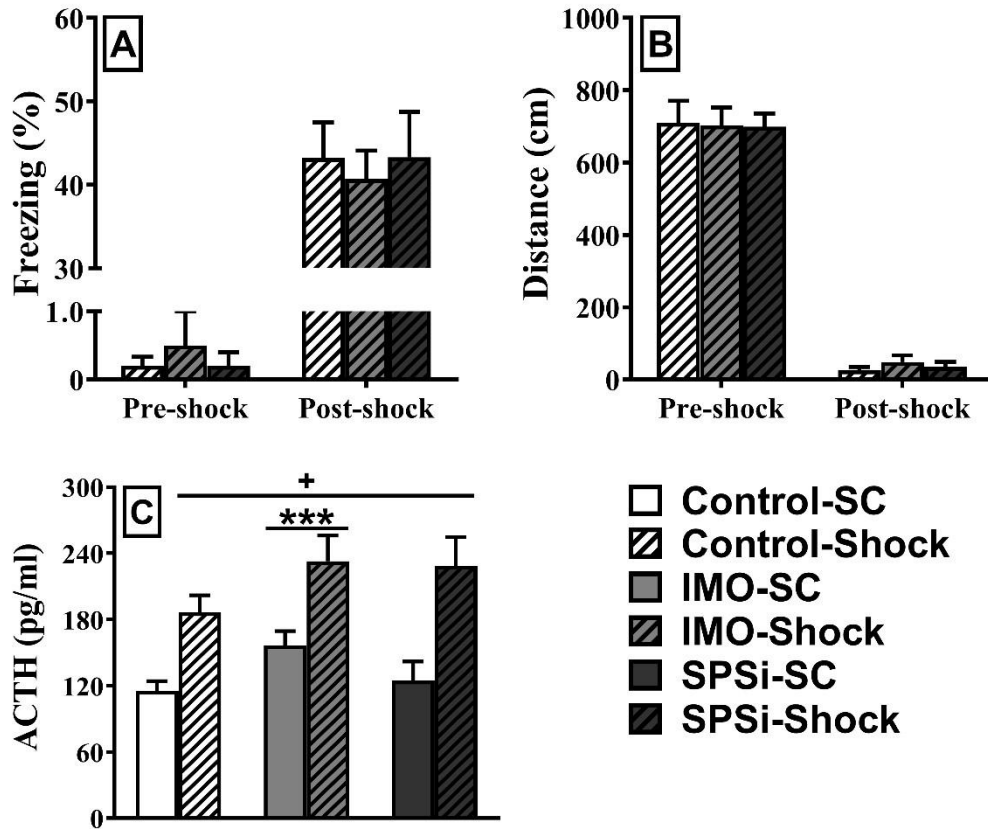 A
Freezing (%)
60
50
40
30
1.0
0
Pre-shock Post-shock
B
Distance (cm)
1000
800
600
400
200
0
Pre-shock Post-shock
C
ACTH (pg/ml)
300
240
180
120
60
0
+
***
Control-SC
Control-Shock
IMO-SC
IMO-Shock
SPSi-SC
SPSi-Shock